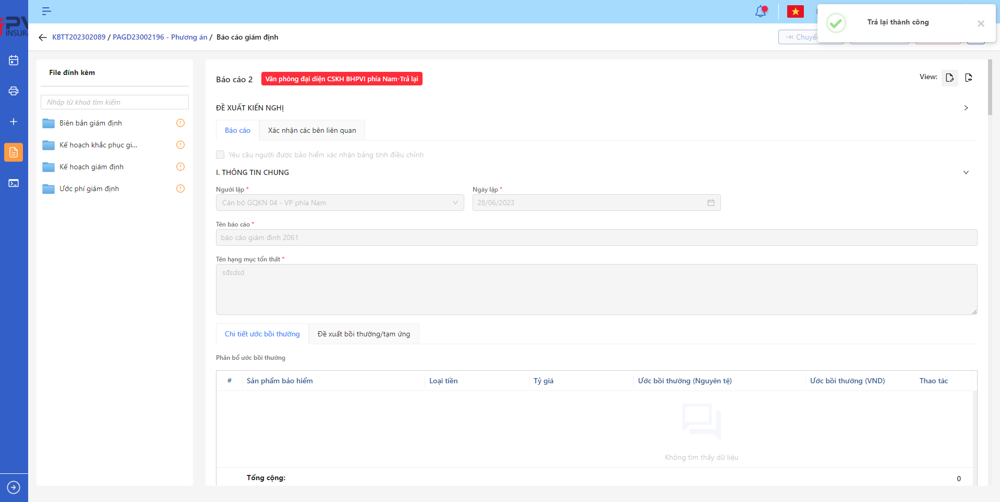 Trả lại thành công
KBTT202302089 / PAGD23002196 - Phương án / Báo cáo giám định
File đính kèm
Nhập từ khoá tìm kiếm
Biên bản giám định
Kế hoạch khắc phục gi...
Kế hoạch giám định
Ước phí giám định
Báo cáo 2
Văn phòng đại diện CSKH BHPVI phía Nam-Trả lại
View:
ĐỀ XUẤT KIẾN NGHỊ
Báo cáo
Xác nhận các bên liên quan
Yêu cầu người được bảo hiểm xác nhận bảng tính điều chỉnh
I. THÔNG TIN CHUNG
Người lập *
Ngày lập *
Cán bộ GQKN 04 - VP phía Nam
28/06/2023
Tên báo cáo *
báo cáo giám đinh 2061
Tên hạng mục tổn thất *
sđsdsd
Chi tiết ước bồi thường
Đề xuất bồi thường/tạm ứng
Phân bổ ước bồi thường
# Sản phẩm bảo hiểm Loại tiền Tỷ giá Ước bồi thường (Nguyên tệ) Ước bồi thường (VND) Thao tác
Không tìm thấy dữ liệu
Tổng cộng: 0